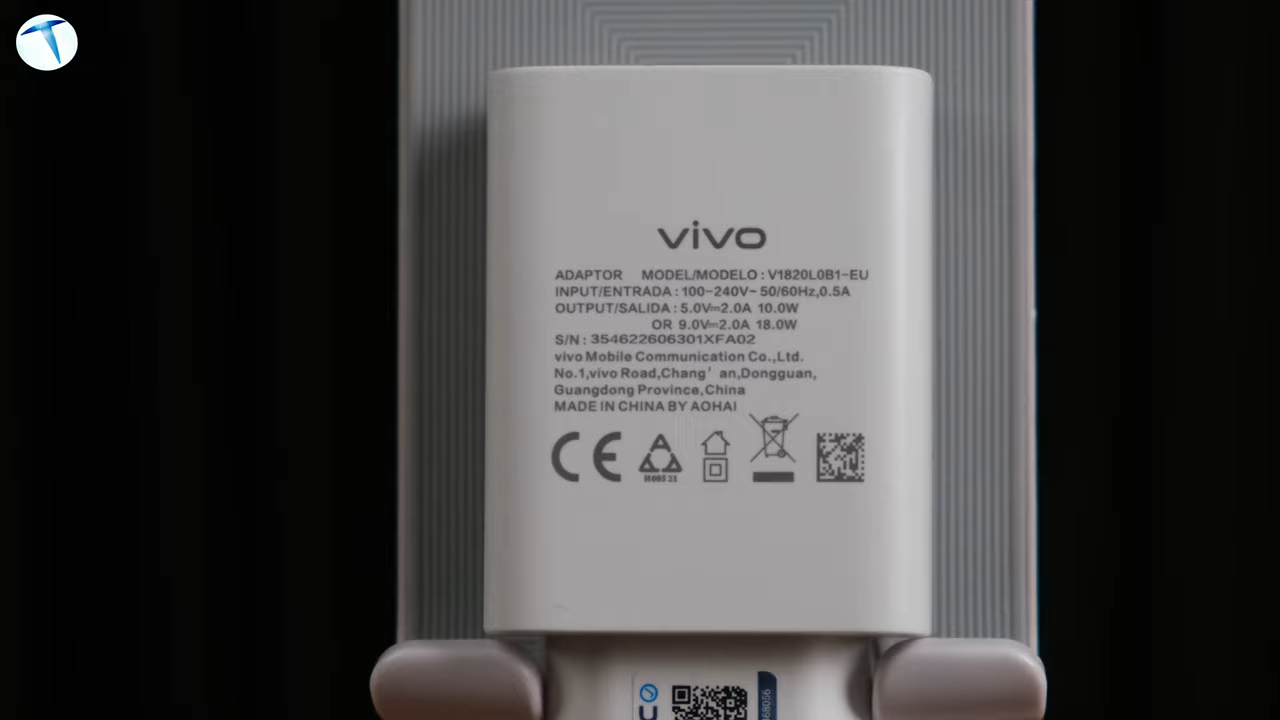 vivo
ADAPTOR MODEL/MODELO : V1820L0B1-EU
INPUT/ENTRADA : 100-240V~ 50/60Hz,0.5A
OUTPUT/SALIDA : 5.0V⎓2.0A 10.0W
OR 9.0V⎓2.0A 18.0W
S/N : 354622606301XFA02
vivo Mobile Communication Co.,Ltd.
No.1,vivo Road,Chang' an,Dongguan,
Guangdong Province,China
MADE IN CHINA BY AOHAI
CE
H005 21